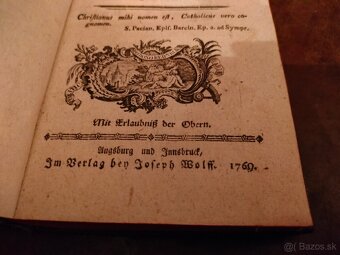 Christianus mihi nomen est, Catholicus vero co-
gnomen.
S. Pacian, Epis. Barcin. Ep. 2. ad Sympr.
Mit Erlaubniß der Obern.
Augsburg und Innsbruck,
Im Verlag bey Joseph Wolff. 1769.
© Bazos.sk